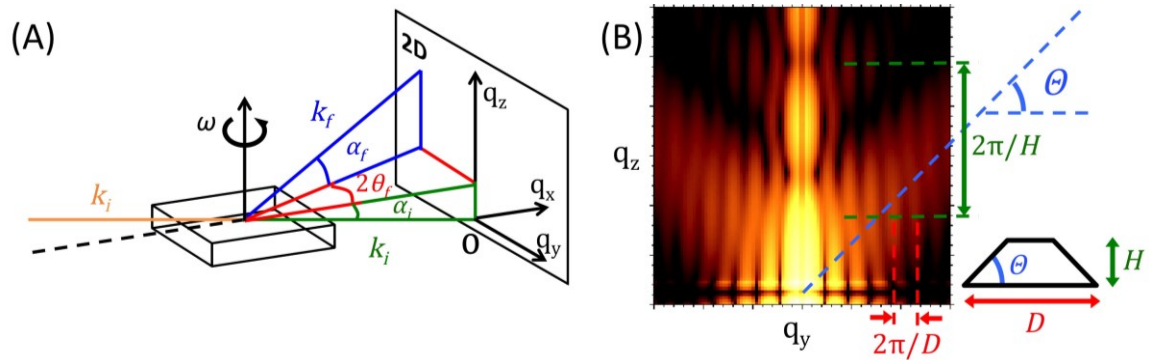 (A)
2D
q_z
k_f
ω
α_f
2θ_f
k_i
α_i
q_x
k_i
O
q_y
(B)
Θ
2π/H
q_z
Θ
H
q_y
2π/D
D